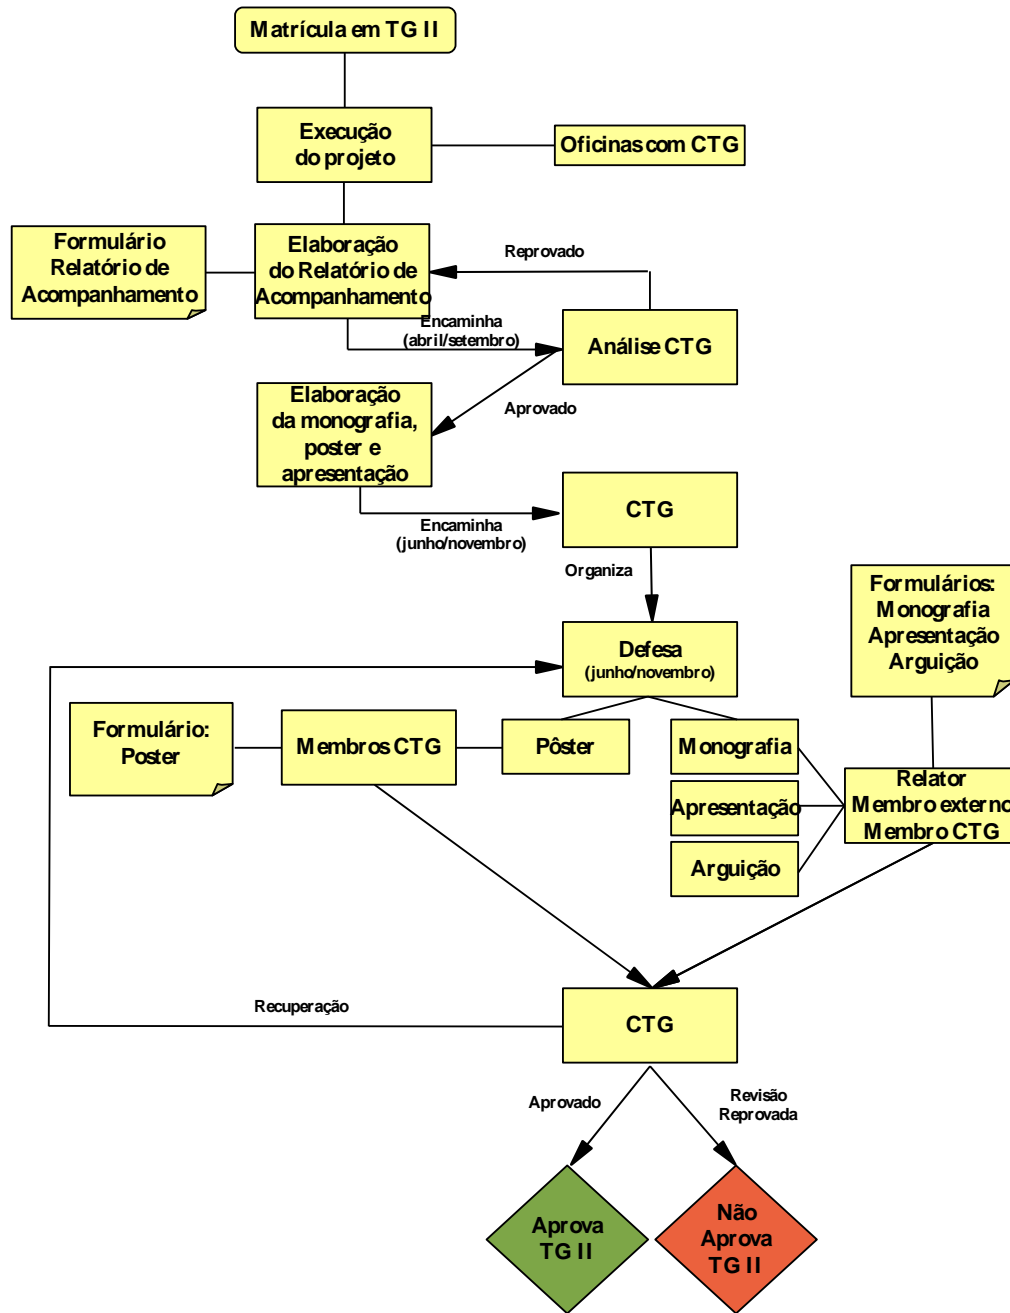 Matrícula em TG II
Execução
do projeto
Oficinas com CTG
Formulário
Relatório de
Acompanhamento
Elaboração
do Relatório de
Acompanhamento
Reprovado
Encaminha
(abril/setembro)
Análise CTG
Elaboração
da monografia,
poster e
apresentação
Aprovado
Encaminha
(junho/novembro)
CTG
Organiza
Formulários:
Monografia
Apresentação
Arguição
Defesa
(junho/novembro)
Formulário:
Poster
Membros CTG
Pôster
Monografia
Apresentação
Arguição
Relator
Membro externo
Membro CTG
Recuperação
CTG
Aprovado
Revisão
Reprovada
Aprova
TG II
Não
Aprova
TG II